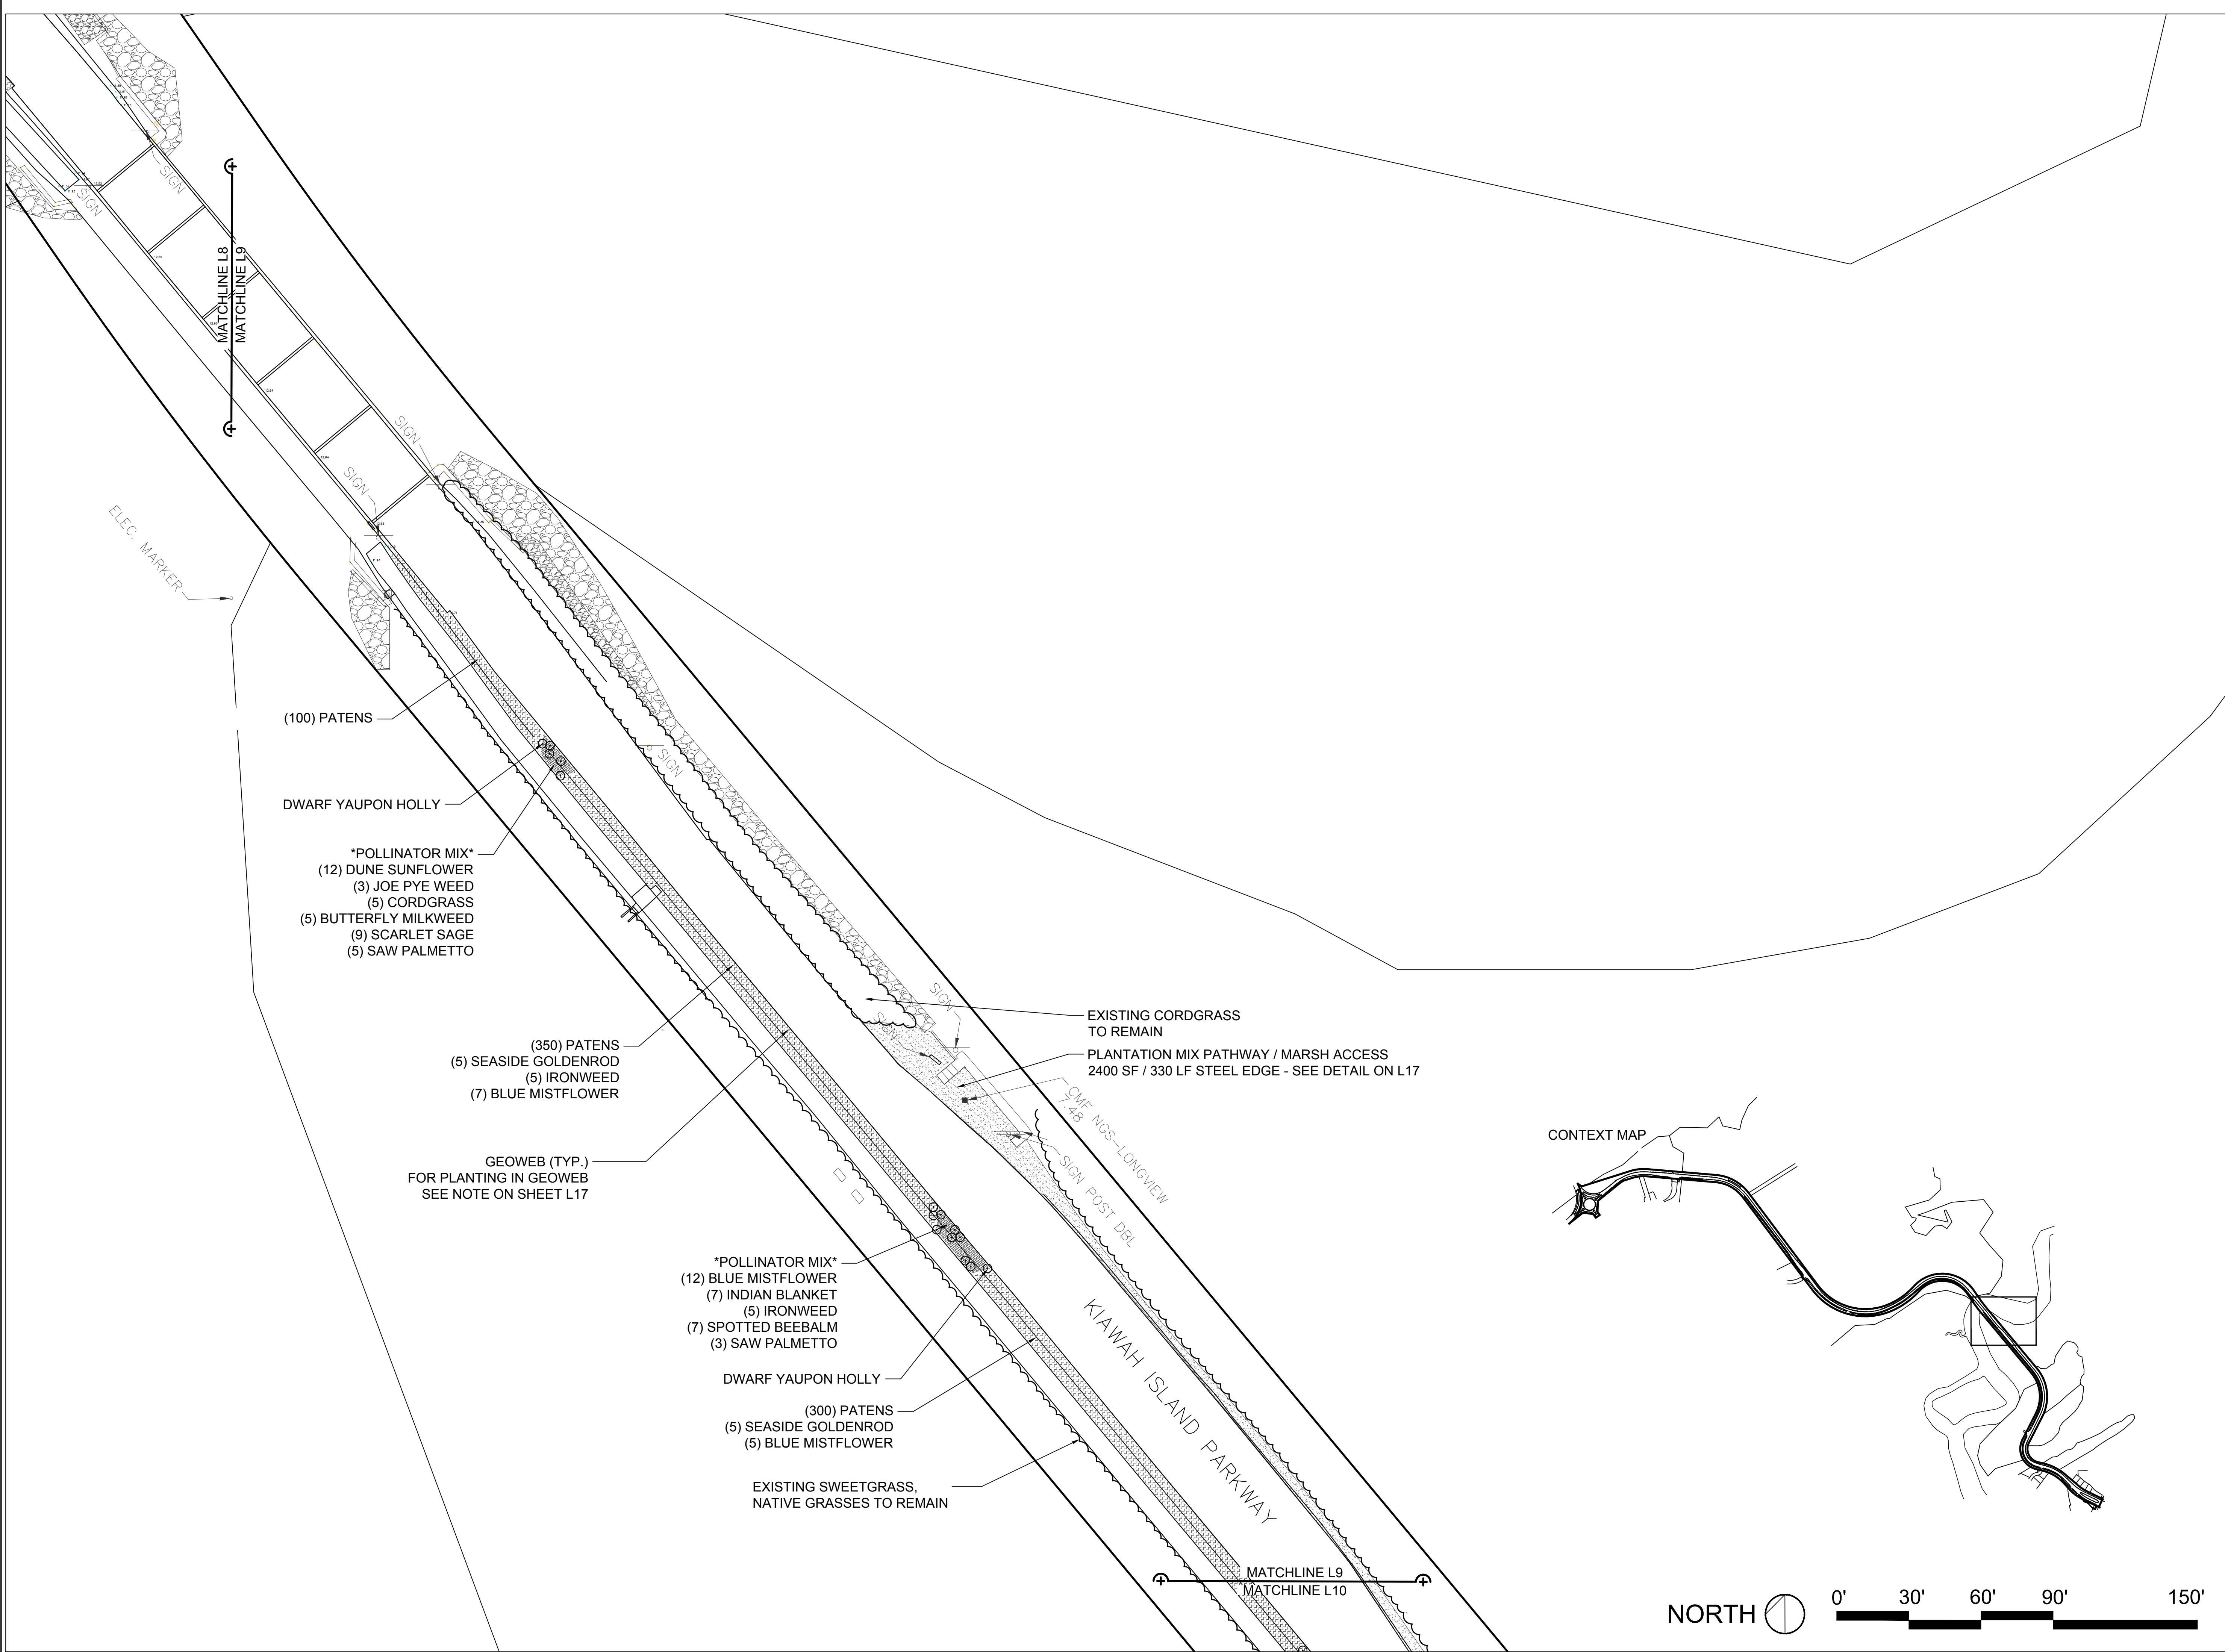 SIGN
SIGN
MATCHLINE L8
MATCHLINE L9
SIGN
SIGN
ELEC. MARKER
(100) PATENS
SIGN
DWARF YAUPON HOLLY
*POLLINATOR MIX*
(12) DUNE SUNFLOWER
(3) JOE PYE WEED
(5) CORDGRASS
(5) BUTTERFLY MILKWEED
(9) SCARLET SAGE
(5) SAW PALMETTO
SIGN
SIGN
EXISTING CORDGRASS
TO REMAIN
(350) PATENS
(5) SEASIDE GOLDENROD
(5) IRONWEED
(7) BLUE MISTFLOWER
PLANTATION MIX PATHWAY / MARSH ACCESS
2400 SF / 330 LF STEEL EDGE - SEE DETAIL ON L17
CMF NGS-LONGVIEW
7.48
SIGN POST DBL
GEOWEB (TYP.)
FOR PLANTING IN GEOWEB
SEE NOTE ON SHEET L17
CONTEXT MAP
*POLLINATOR MIX*
(12) BLUE MISTFLOWER
(7) INDIAN BLANKET
(5) IRONWEED
(7) SPOTTED BEEBALM
(3) SAW PALMETTO
DWARF YAUPON HOLLY
KIAWAH ISLAND PARKWAY
(300) PATENS
(5) SEASIDE GOLDENROD
(5) BLUE MISTFLOWER
EXISTING SWEETGRASS,
NATIVE GRASSES TO REMAIN
MATCHLINE L9
MATCHLINE L10
NORTH
0' 30' 60' 90' 150'